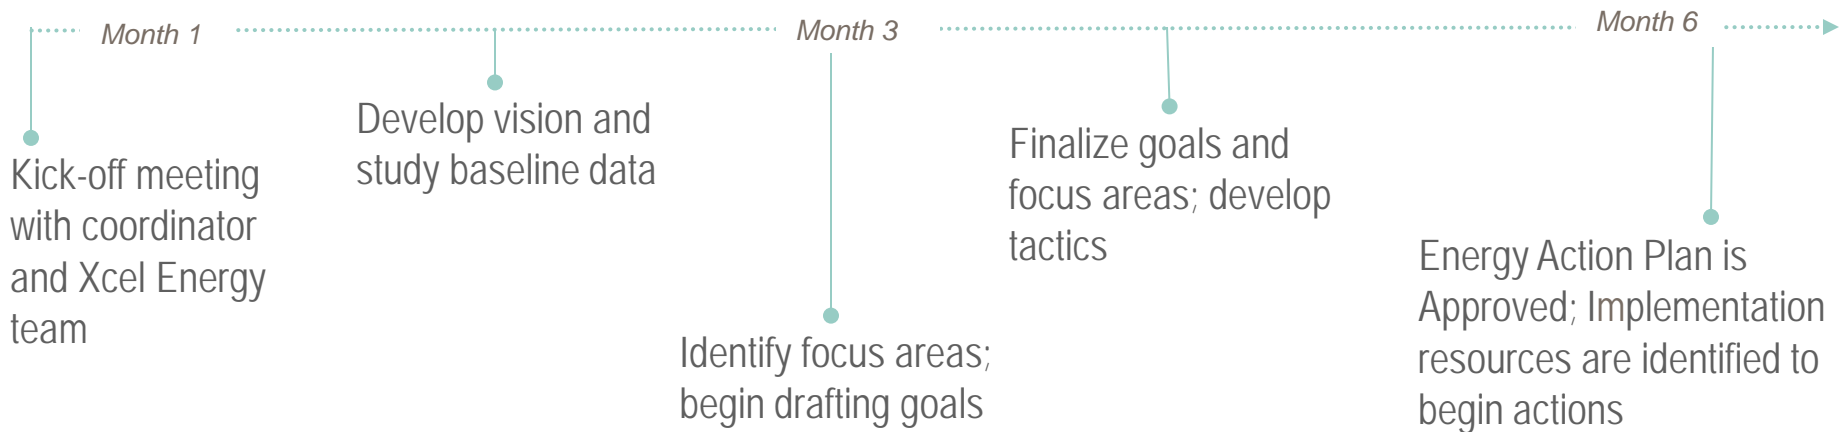 Month 1
Month 3
Month 6
Kick-off meeting
with coordinator
and Xcel Energy
team
Develop vision and
study baseline data
Identify focus areas;
begin drafting goals
Finalize goals and
focus areas; develop
tactics
Energy Action Plan is
Approved; Implementation
resources are identified to
begin actions